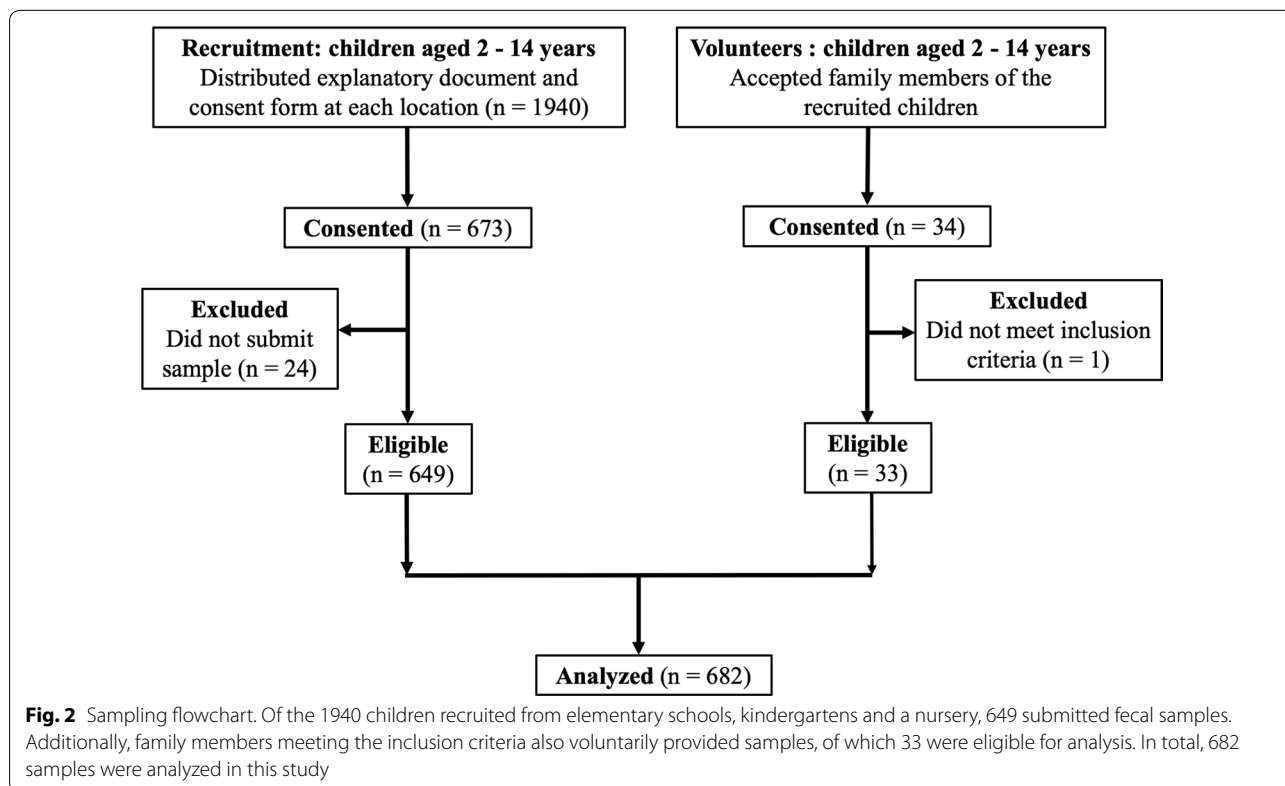 Recruitment: children aged 2 - 14 years
Distributed explanatory document and
consent form at each location (n = 1940)
Volunteers : children aged 2 - 14 years
Accepted family members of the
recruited children
Consented (n = 673)
Consented (n = 34)
Excluded
Did not submit
sample (n = 24)
Excluded
Did not meet inclusion
criteria (n = 1)
Eligible
(n = 649)
Eligible
(n = 33)
Analyzed (n = 682)
Fig. 2 Sampling flowchart. Of the 1940 children recruited from elementary schools, kindergartens and a nursery, 649 submitted fecal samples.
Additionally, family members meeting the inclusion criteria also voluntarily provided samples, of which 33 were eligible for analysis. In total, 682
samples were analyzed in this study